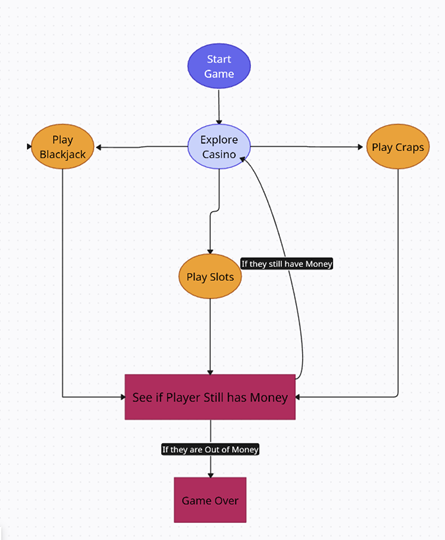 Start
Game
Play
Blackjack
Explore
Casino
Play Craps
If they still have Money
Play Slots
See if Player Still has Money
If they are Out of Money
Game Over